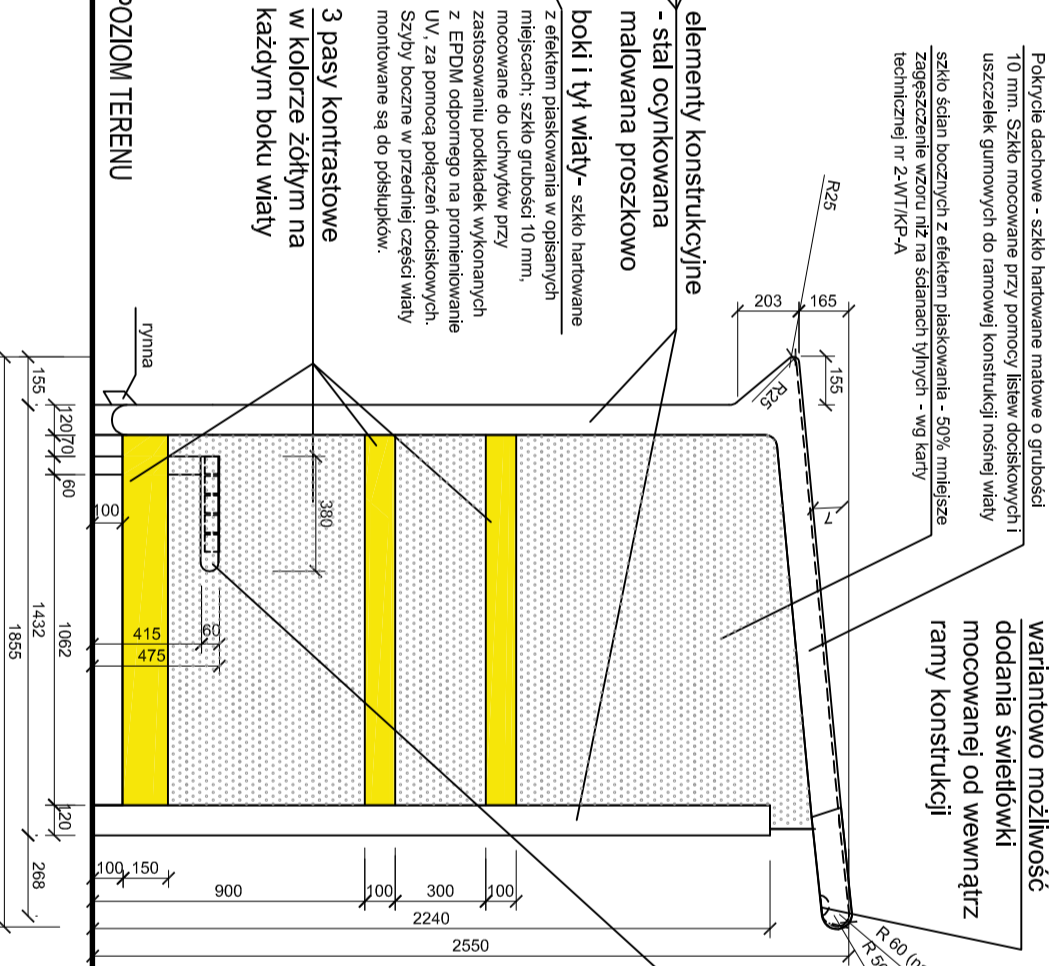 Pokrycie dachowe - szkło hartowane matowe o grubości
10 mm. Szkło mocowane przy pomocy listew dociskowych i
uszczelek gumowych do ramowej konstrukcji nośnej wiaty
szkło ścian bocznych z efektem piaskowania - 50% mniejsze
zagęszczenie wzoru niż na ścianach tylnych - wg karty
technicznej nr 2-WT/KP-A
wariantowo możliwość
dodania świetlówki
mocowanej od wewnątrz
ramy konstrukcji
elementy konstrukcyjne
- stal ocynkowana
malowana proszkowo
boki i tył wiaty- szkło hartowane
z efektem piaskowania w opisanych
miejscach; szkło grubości 10 mm,
mocowane do uchwytów przy
zastosowaniu podkładek wykonanych
z EPDM odpornego na promieniowanie
UV, za pomocą połączeń dociskowych.
Szyby boczne w przedniej części wiaty
montowane są do półsłupków.
3 pasy kontrastowe
w kolorze żółtym na
każdym boku wiaty
POZIOM TERENU
rynna
R25
203
165
155
R25
7
380
100
415
60
475
155
120
70
60
1062
120
1432
268
1855
100
150
900
100
300
100
2240
2550
R 60